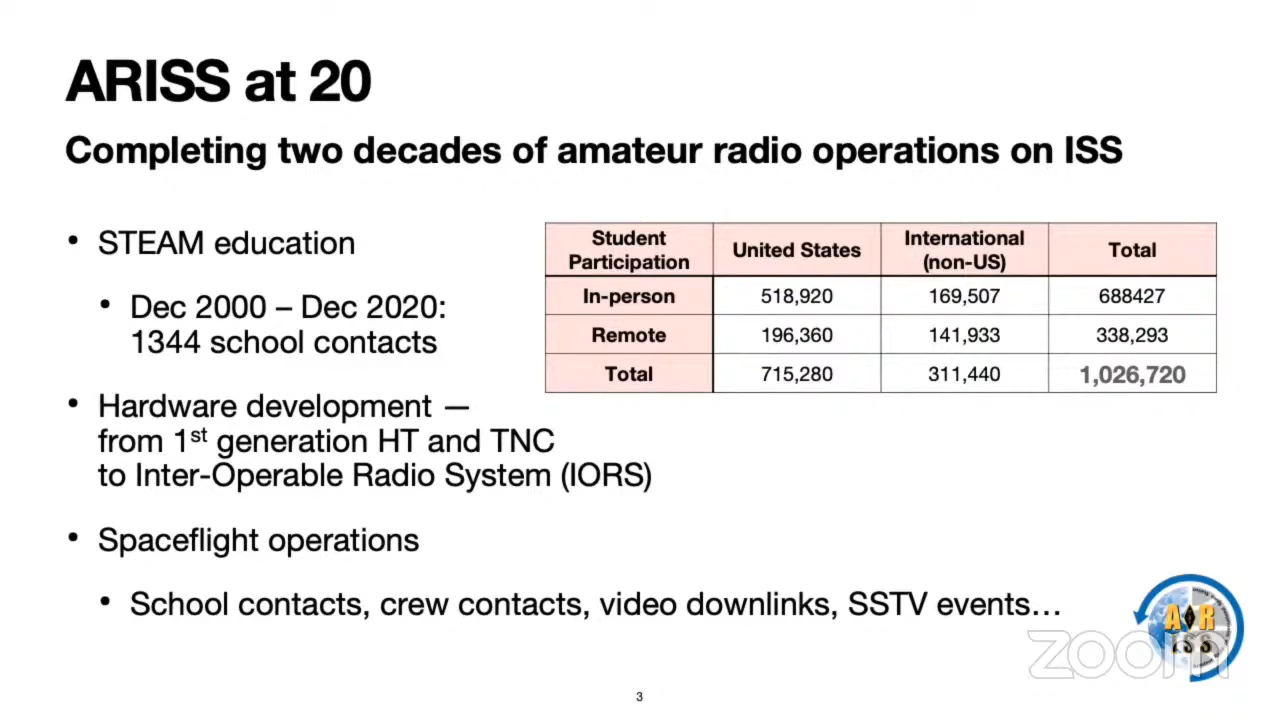 ARISS at 20
Completing two decades of amateur radio operations on ISS
• STEAM education
• Dec 2000 – Dec 2020:
1344 school contacts
• Hardware development —
from 1st generation HT and TNC
to Inter-Operable Radio System (IORS)
• Spaceflight operations
• School contacts, crew contacts, video downlinks, SSTV events…
Student Participation United States International (non-US) Total
In-person 518,920 169,507 688427
Remote 196,360 141,933 338,293
Total 715,280 311,440 1,026,720
ARISS
zoom
3